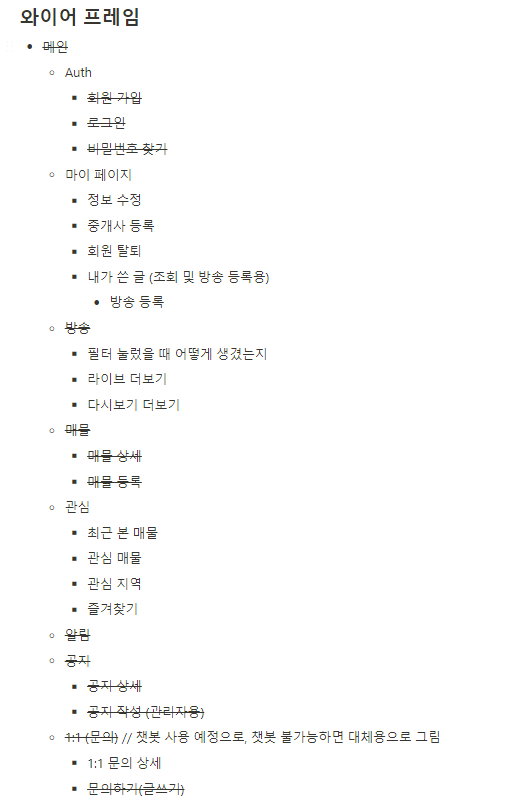 와이어 프레임
메인
Auth
회원 가입
로그인
비밀번호 찾기
마이 페이지
정보 수정
중개사 등록
회원 탈퇴
내가 쓴 글 (조회 및 방송 등록용)
방송 등록
방송
필터 눌렀을 때 어떻게 생겼는지
라이브 더보기
다시보기 더보기
매물
매물 상세
매물 등록
관심
최근 본 매물
관심 매물
관심 지역
즐겨찾기
알림
공지
공지 상세
공지 작성 (관리자용)
1:1 (문의) // 챗봇 사용 예정으로, 챗봇 불가능하면 대체용으로 그림
1:1 문의 상세
문의하기(글쓰기)